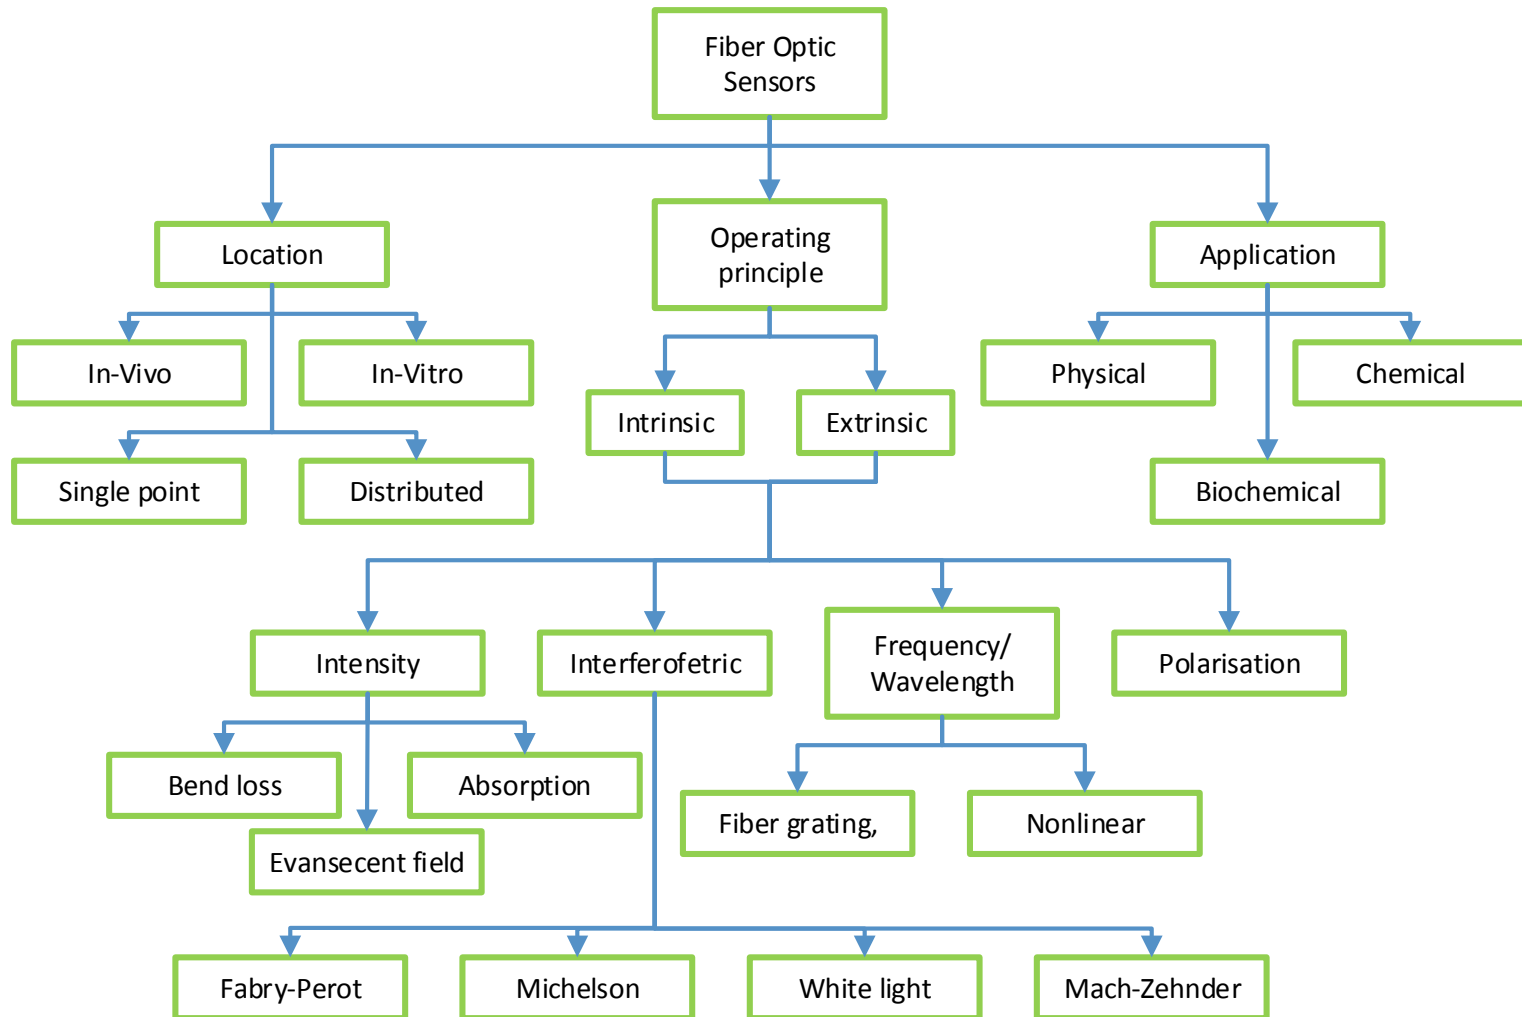 Fiber Optic
Sensors
Location
Operating
principle
Application
In-Vivo
In-Vitro
Physical
Chemical
Intrinsic
Extrinsic
Single point
Distributed
Biochemical
Intensity
Interferofetric
Frequency/
Wavelength
Polarisation
Bend loss
Absorption
Fiber grating,
Nonlinear
Evansecent field
Fabry-Perot
Michelson
White light
Mach-Zehnder